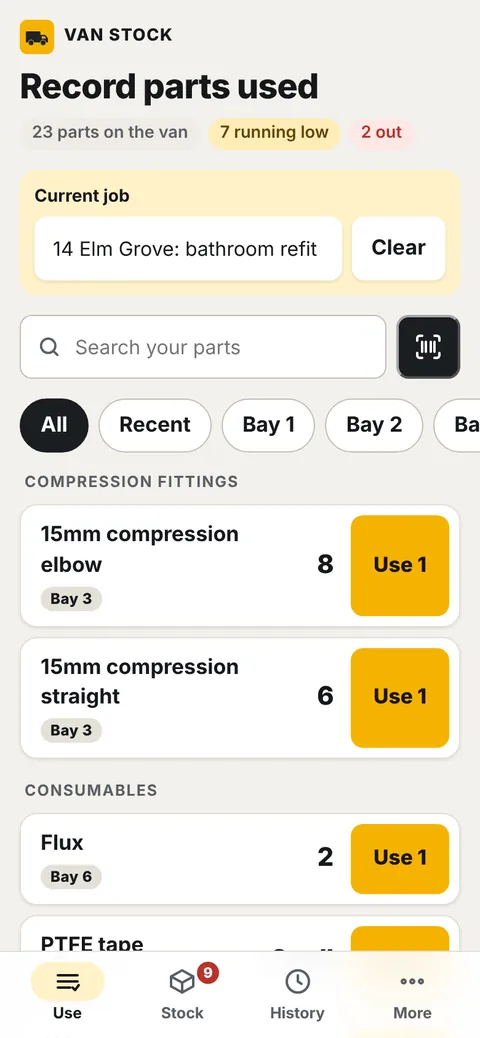 VAN STOCK
Record parts used
23 parts on the van
7 running low
2 out
Current job
14 Elm Grove: bathroom refit
Clear
Search your parts
All
Recent
Bay 1
Bay 2
Ba
COMPRESSION FITTINGS
15mm compression
elbow
Bay 3
8
Use 1
15mm compression
straight
Bay 3
6
Use 1
CONSUMABLES
Flux
Bay 6
2
Use 1
PTFE tape
9
Use
Stock
History
More